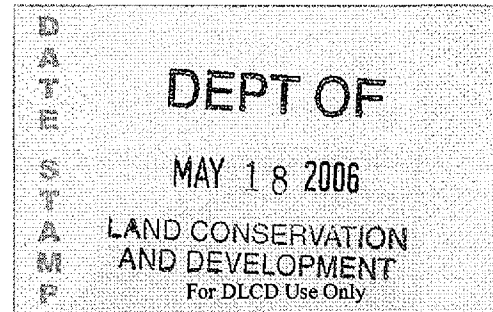 DATE STAMP
DEPT OF
MAY 18 2006
LAND CONSERVATION
AND DEVELOPMENT
For DLCD Use Only